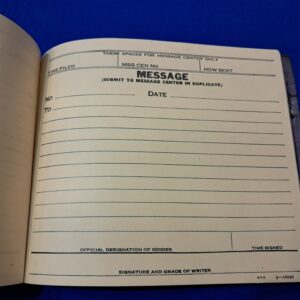 THESE SPACES FOR MESSAGE CENTER ONLY
TIME FILED MSG CEN No HOW SENT
MESSAGE
(SUBMIT TO MESSAGE CENTER IN DUPLICATE)
No DATE
To
OFFICIAL DESIGNATION OF SENDER TIME SIGNED
SIGNATURE AND GRADE OF WRITER